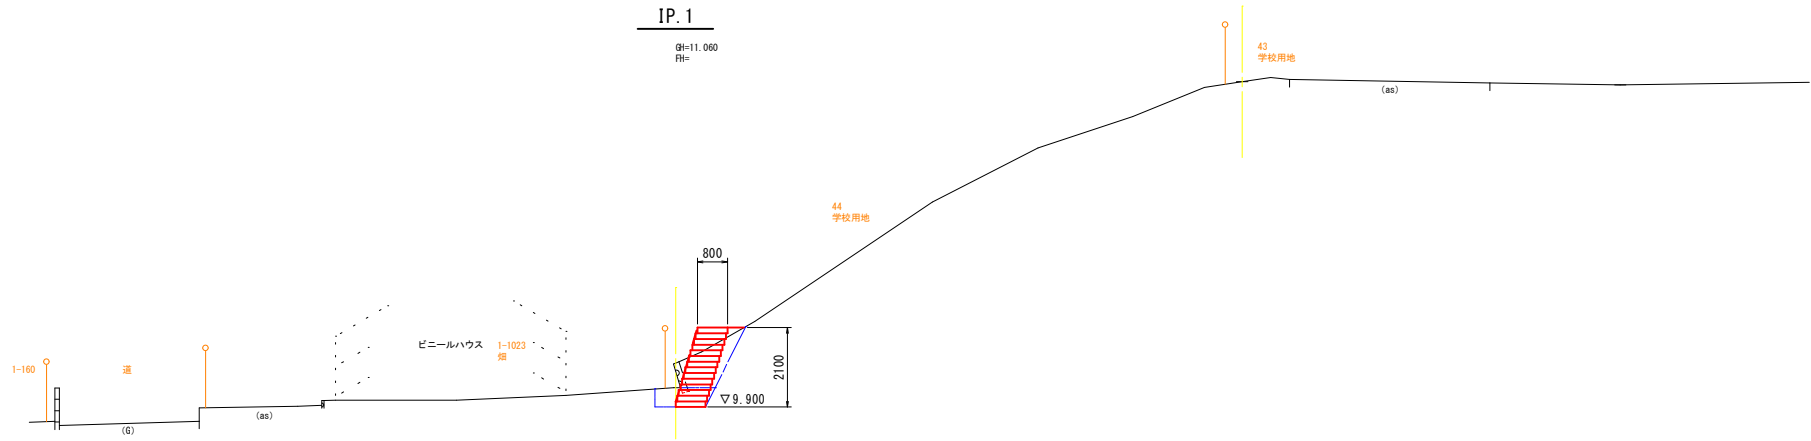 IP.1
GH=11.060
FH=
43
学校用地
(as)
44
学校用地
800
ビニールハウス
1-1023
畑
1-160
道
2100
▽9.900
(as)
(G)